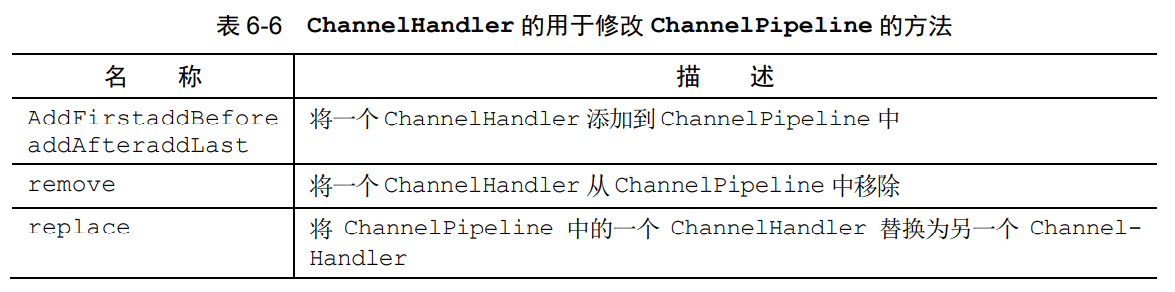 表 6-6 ChannelHandler 的用于修改 ChannelPipeline 的方法
名 称 描 述
AddFirstaddBefore 将一个 ChannelHandler 添加到 ChannelPipeline 中
addAfteraddLast
remove 将一个 ChannelHandler 从 ChannelPipeline 中移除
replace 将 ChannelPipeline 中的一个 ChannelHandler 替换为另一个 Channel-
Handler